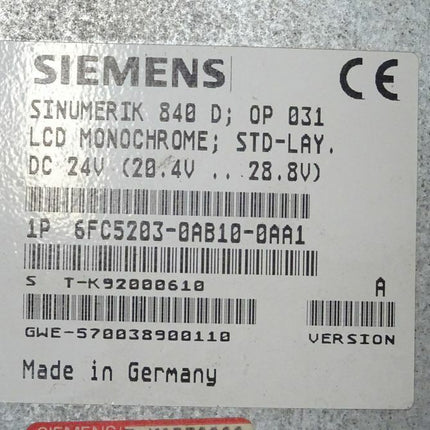 SIEMENS CE
SINUMERIK 840 D; OP 031
LCD MONOCHROME; STD-LAY.
DC 24V (20.4V .. 28.8V)
1P 6FC5203-0AB10-0AA1
S T-K92000610 A
GWE-570038900110 VERSION
Made in Germany